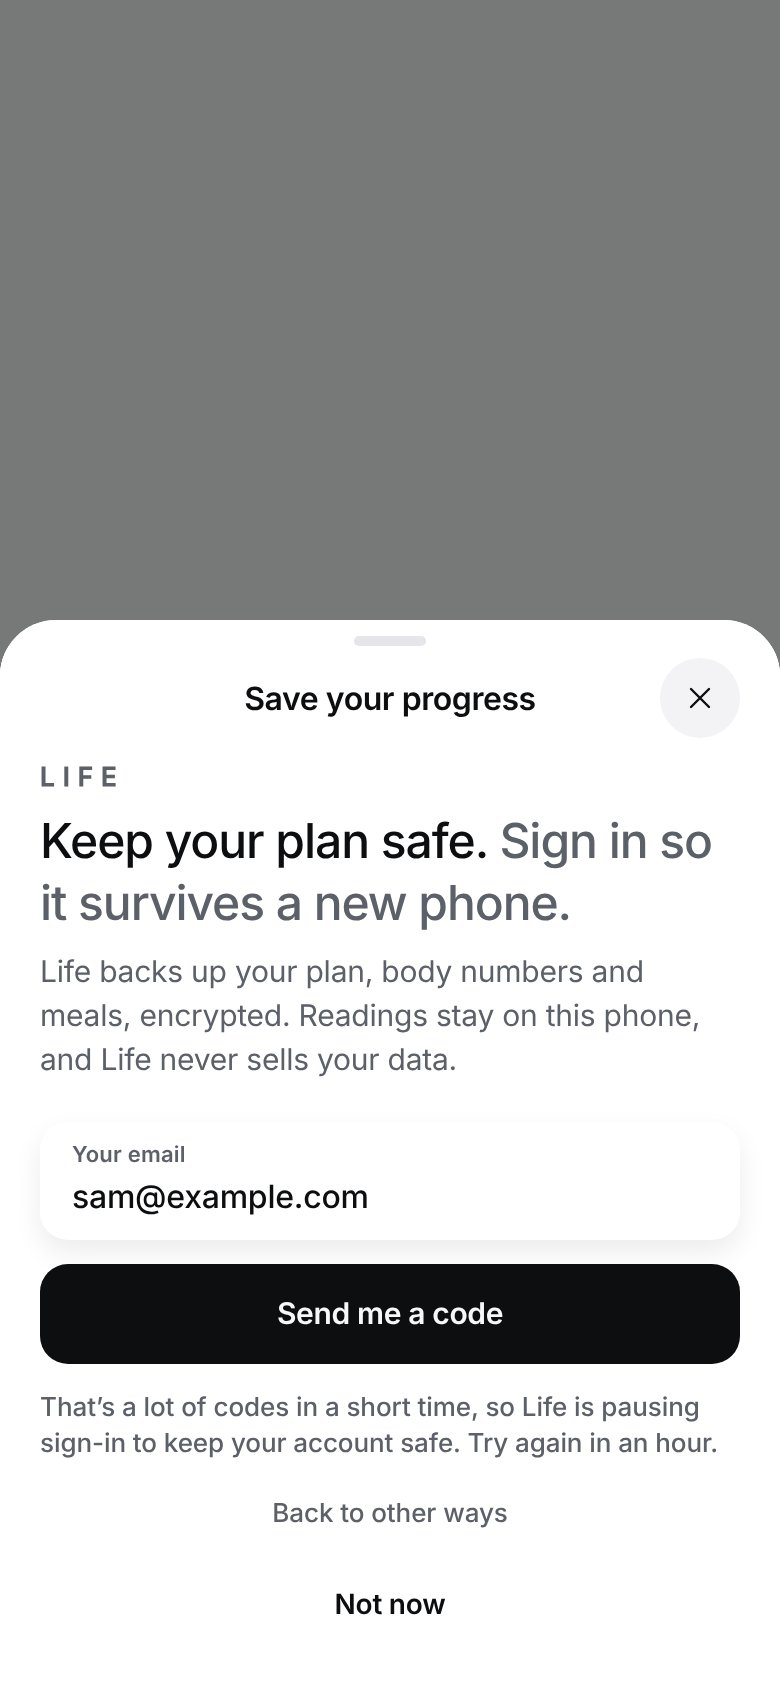 Save your progress
LIFE
Keep your plan safe. Sign in so
it survives a new phone.
Life backs up your plan, body numbers and
meals, encrypted. Readings stay on this phone,
and Life never sells your data.
Your email
sam@example.com
Send me a code
That’s a lot of codes in a short time, so Life is pausing
sign-in to keep your account safe. Try again in an hour.
Back to other ways
Not now